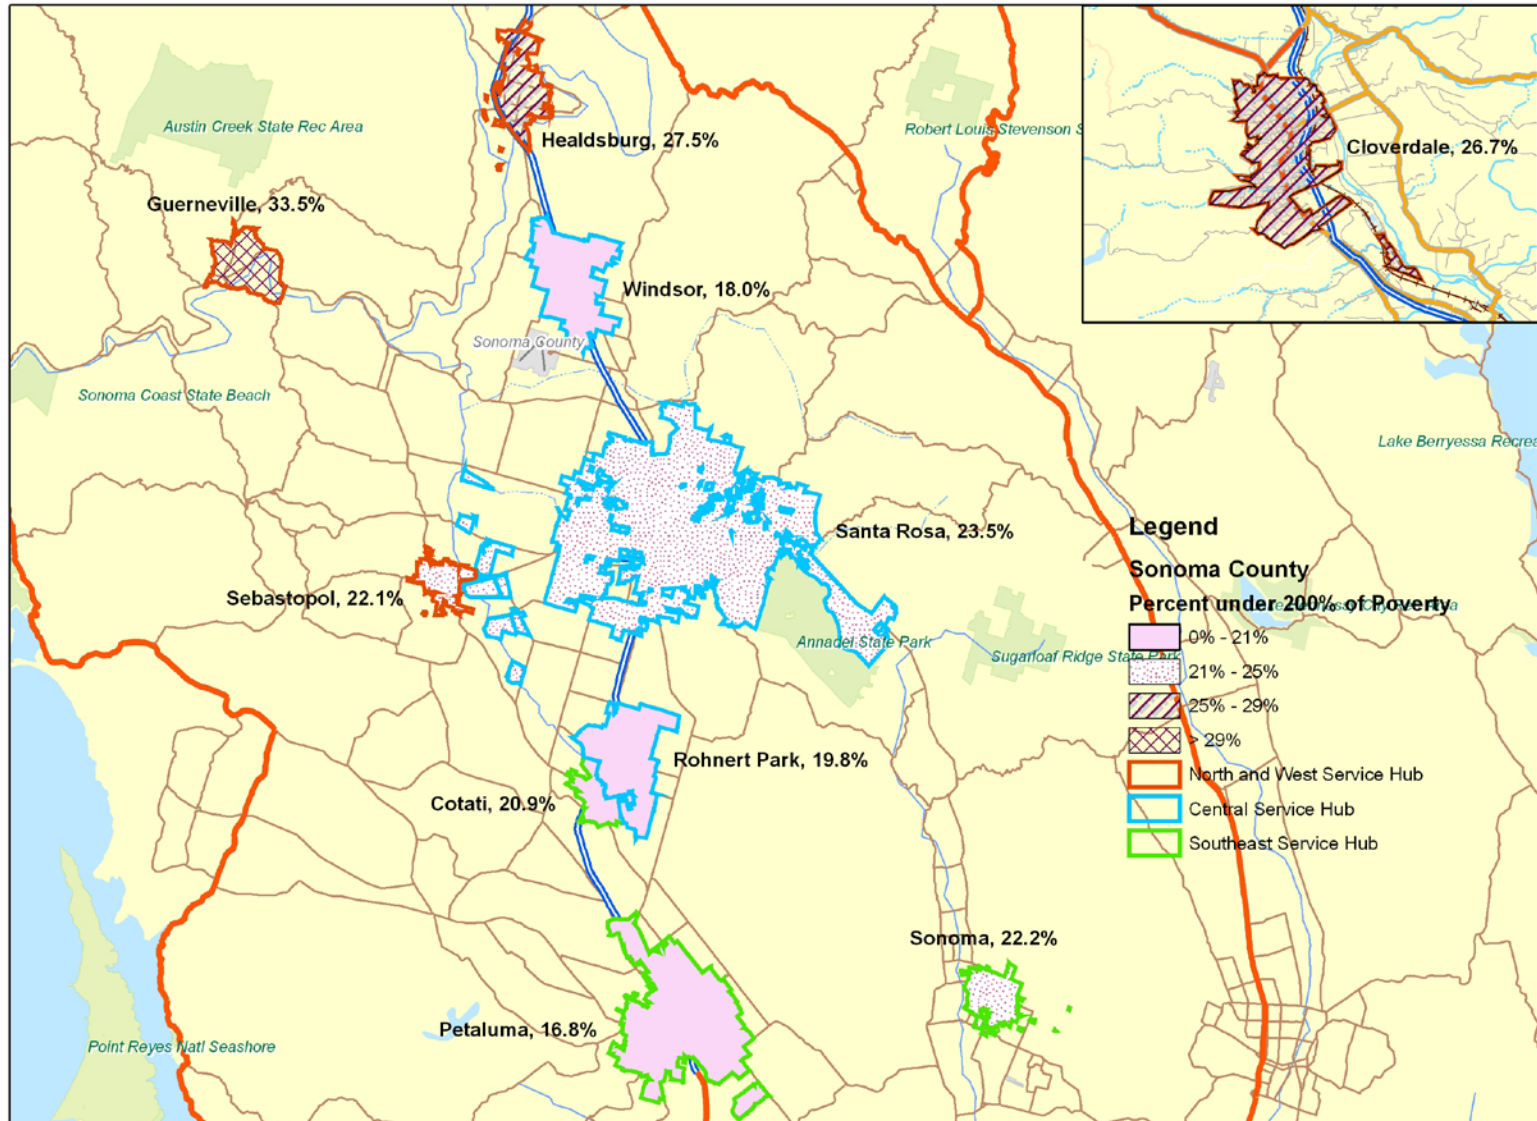 Austin Creek State Rec Area
Healdsburg, 27.5%
Robert Louis Stevenson S
Cloverdale, 26.7%
Guerneville, 33.5%
Windsor, 18.0%
Sonoma County
Sonoma Coast State Beach
Lake Berryessa Recrea
Santa Rosa, 23.5%
Sebastopol, 22.1%
Annadel State Park
Sugarloaf Ridge State Park
Rohnert Park, 19.8%
Cotati, 20.9%
Sonoma, 22.2%
Petaluma, 16.8%
Point Reyes Natl Seashore
Legend
Sonoma County
Percent under 200% of Poverty
0% - 21%
21% - 25%
25% - 29%
> 29%
North and West Service Hub
Central Service Hub
Southeast Service Hub